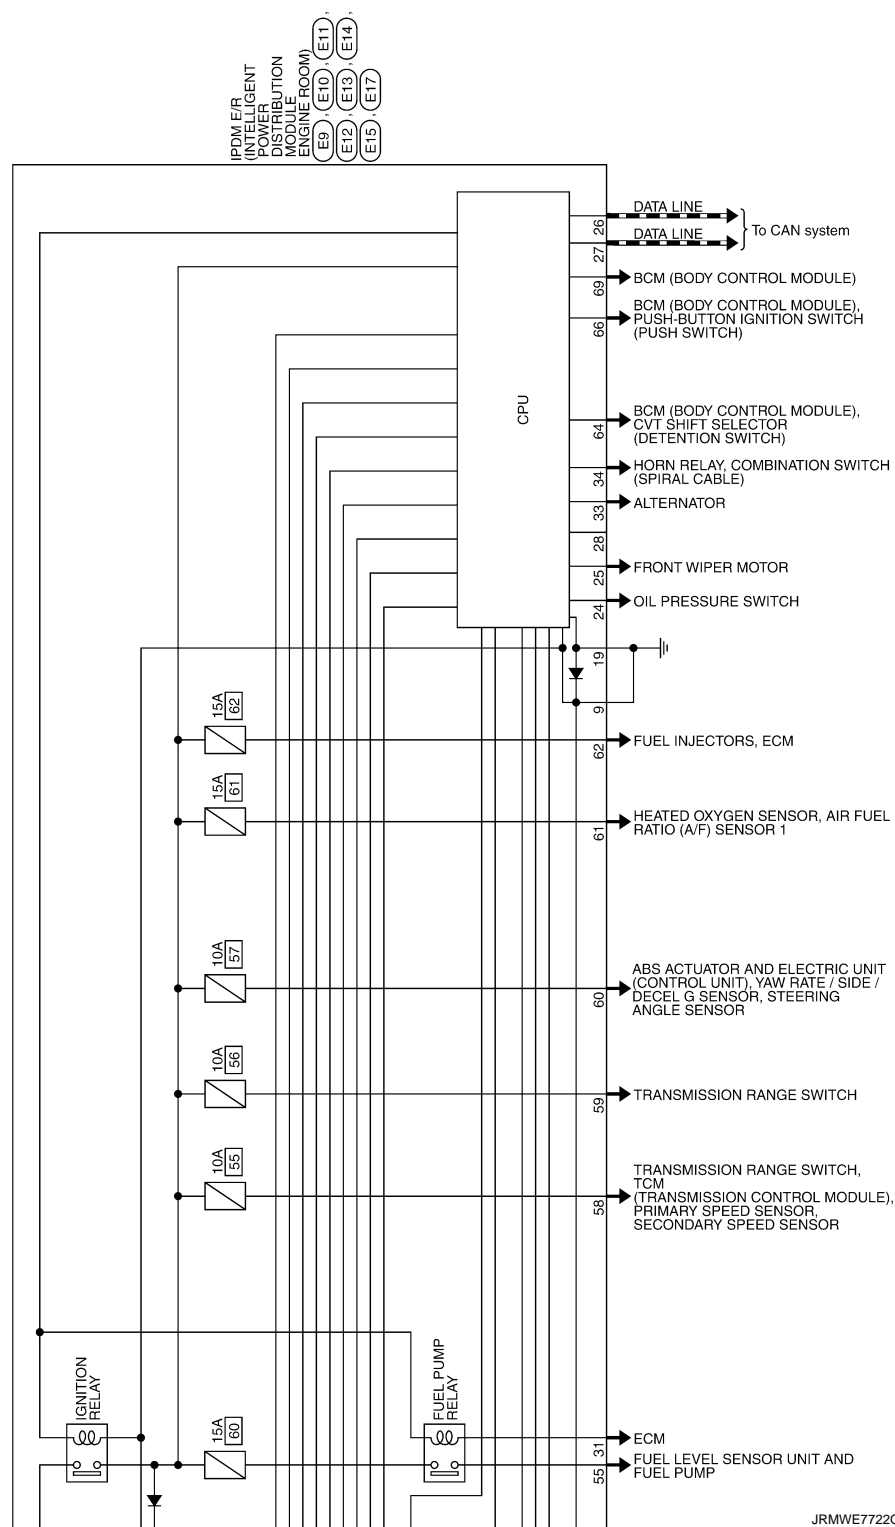 IPDM E/R
(INTELLIGENT
POWER
DISTRIBUTION
MODULE
ENGINE ROOM)
E9 , E10 , E11 ,
E12 , E13 , E14 ,
E15 , E17
CPU
26
DATA LINE
27
DATA LINE
To CAN system
69
BCM (BODY CONTROL MODULE)
66
BCM (BODY CONTROL MODULE),
PUSH-BUTTON IGNITION SWITCH
(PUSH SWITCH)
64
BCM (BODY CONTROL MODULE),
CVT SHIFT SELECTOR
(DETENTION SWITCH)
34
HORN RELAY, COMBINATION SWITCH
(SPIRAL CABLE)
33
ALTERNATOR
28
25
FRONT WIPER MOTOR
24
OIL PRESSURE SWITCH
19
9
15A
62
62
FUEL INJECTORS, ECM
15A
61
61
HEATED OXYGEN SENSOR, AIR FUEL
RATIO (A/F) SENSOR 1
10A
57
60
ABS ACTUATOR AND ELECTRIC UNIT
(CONTROL UNIT), YAW RATE / SIDE /
DECEL G SENSOR, STEERING
ANGLE SENSOR
10A
56
59
TRANSMISSION RANGE SWITCH
10A
55
58
TRANSMISSION RANGE SWITCH,
TCM
(TRANSMISSION CONTROL MODULE),
PRIMARY SPEED SENSOR,
SECONDARY SPEED SENSOR
IGNITION
RELAY
15A
60
FUEL PUMP
RELAY
31
ECM
55
FUEL LEVEL SENSOR UNIT AND
FUEL PUMP
JRMWE7722G